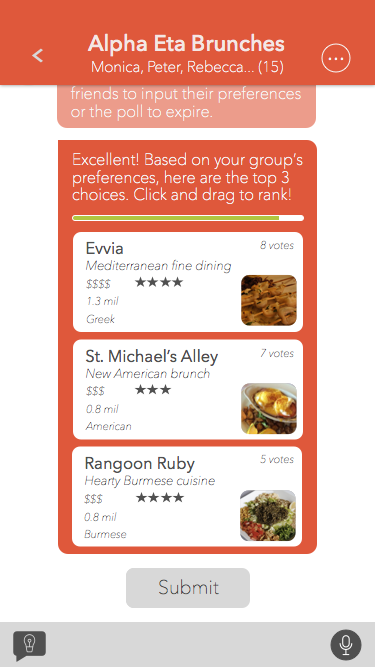 Alpha Eta Brunches
Monica, Peter, Rebecca... (15)
friends to input their preferences
or the poll to expire.
Excellent! Based on your group's
preferences, here are the top 3
choices. Click and drag to rank!
Evvia
8 votes
Mediterranean fine dining
$$$$ ★★★★
1.3 mil
Greek
St. Michael's Alley
7 votes
New American brunch
$$$ ★★★
0.8 mil
American
Rangoon Ruby
5 votes
Hearty Burmese cuisine
$$$ ★★★★
0.8 mil
Burmese
Submit